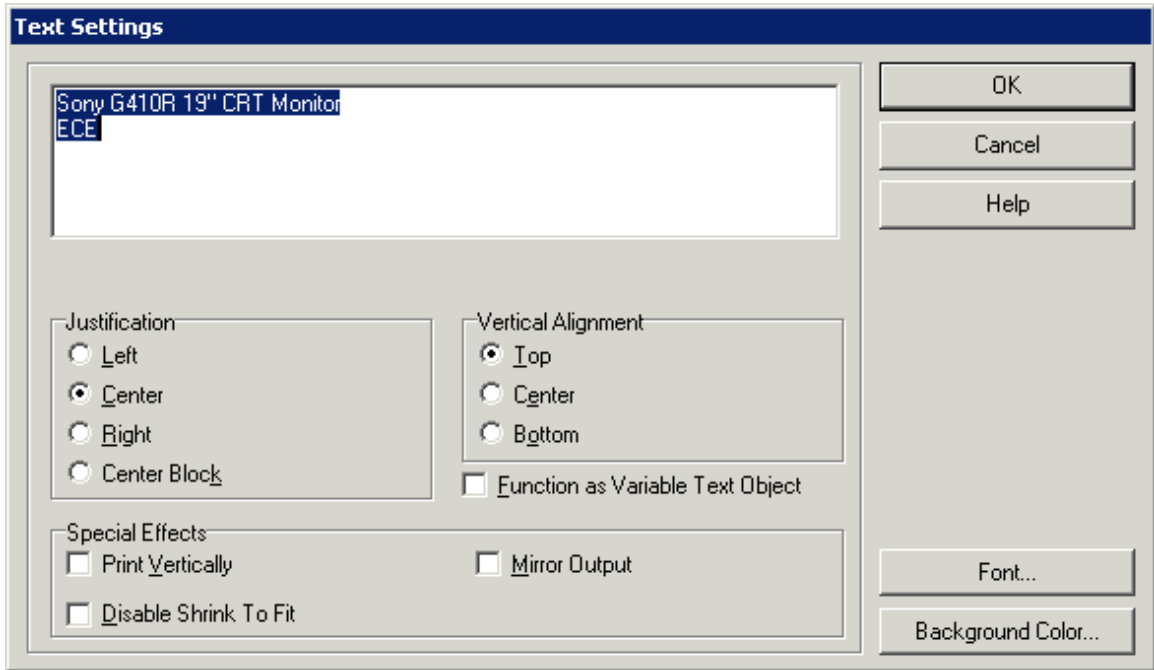 Text Settings
Sony G410R 19" CRT Monitor
ECE
OK
Cancel
Help
Justification
Left
Center
Right
Center Block
Vertical Alignment
Top
Center
Bottom
Function as Variable Text Object
Special Effects
Print Vertically
Mirror Output
Disable Shrink To Fit
Font...
Background Color...